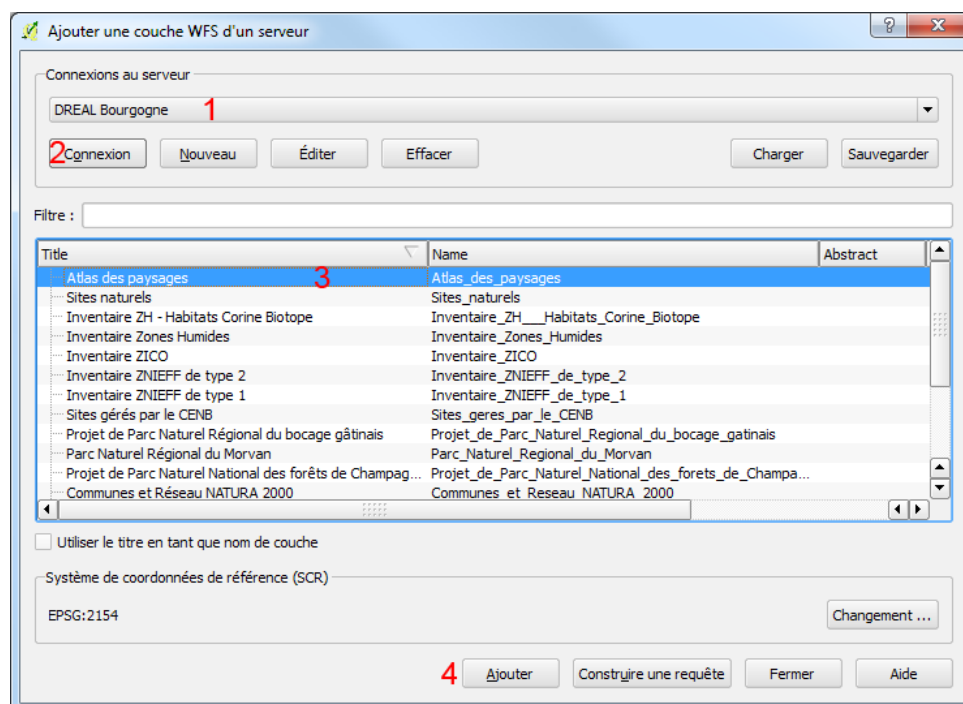 Ajouter une couche WFS d'un serveur
Connexions au serveur
DREAL Bourgogne 1
2 Connexion Nouveau Éditer Effacer Charger Sauvegarder
Filtre :
Title Name Abstract
Atlas des paysages 3 Atlas_des_paysages
Sites naturels Sites_naturels
Inventaire ZH - Habitats Corine Biotope Inventaire_ZH___Habitats_Corine_Biotope
Inventaire Zones Humides Inventaire_Zones_Humides
Inventaire ZICO Inventaire_ZICO
Inventaire ZNIEFF de type 2 Inventaire_ZNIEFF_de_type_2
Inventaire ZNIEFF de type 1 Inventaire_ZNIEFF_de_type_1
Sites gérés par le CENB Sites_geres_par_le_CENB
Projet de Parc Naturel Régional du bocage gâtinais Projet_de_Parc_Naturel_Regional_du_bocage_gatinais
Parc Naturel Régional du Morvan Parc_Naturel_Regional_du_Morvan
Projet de Parc Naturel National des forêts de Champag... Projet_de_Parc_Naturel_National_des_forets_de_Champa...
Communes et Réseau NATURA 2000 Communes_et_Reseau_NATURA_2000
Utiliser le titre en tant que nom de couche
Système de coordonnées de référence (SCR)
EPSG:2154 Changement ...
4 Ajouter Construire une requête Fermer Aide